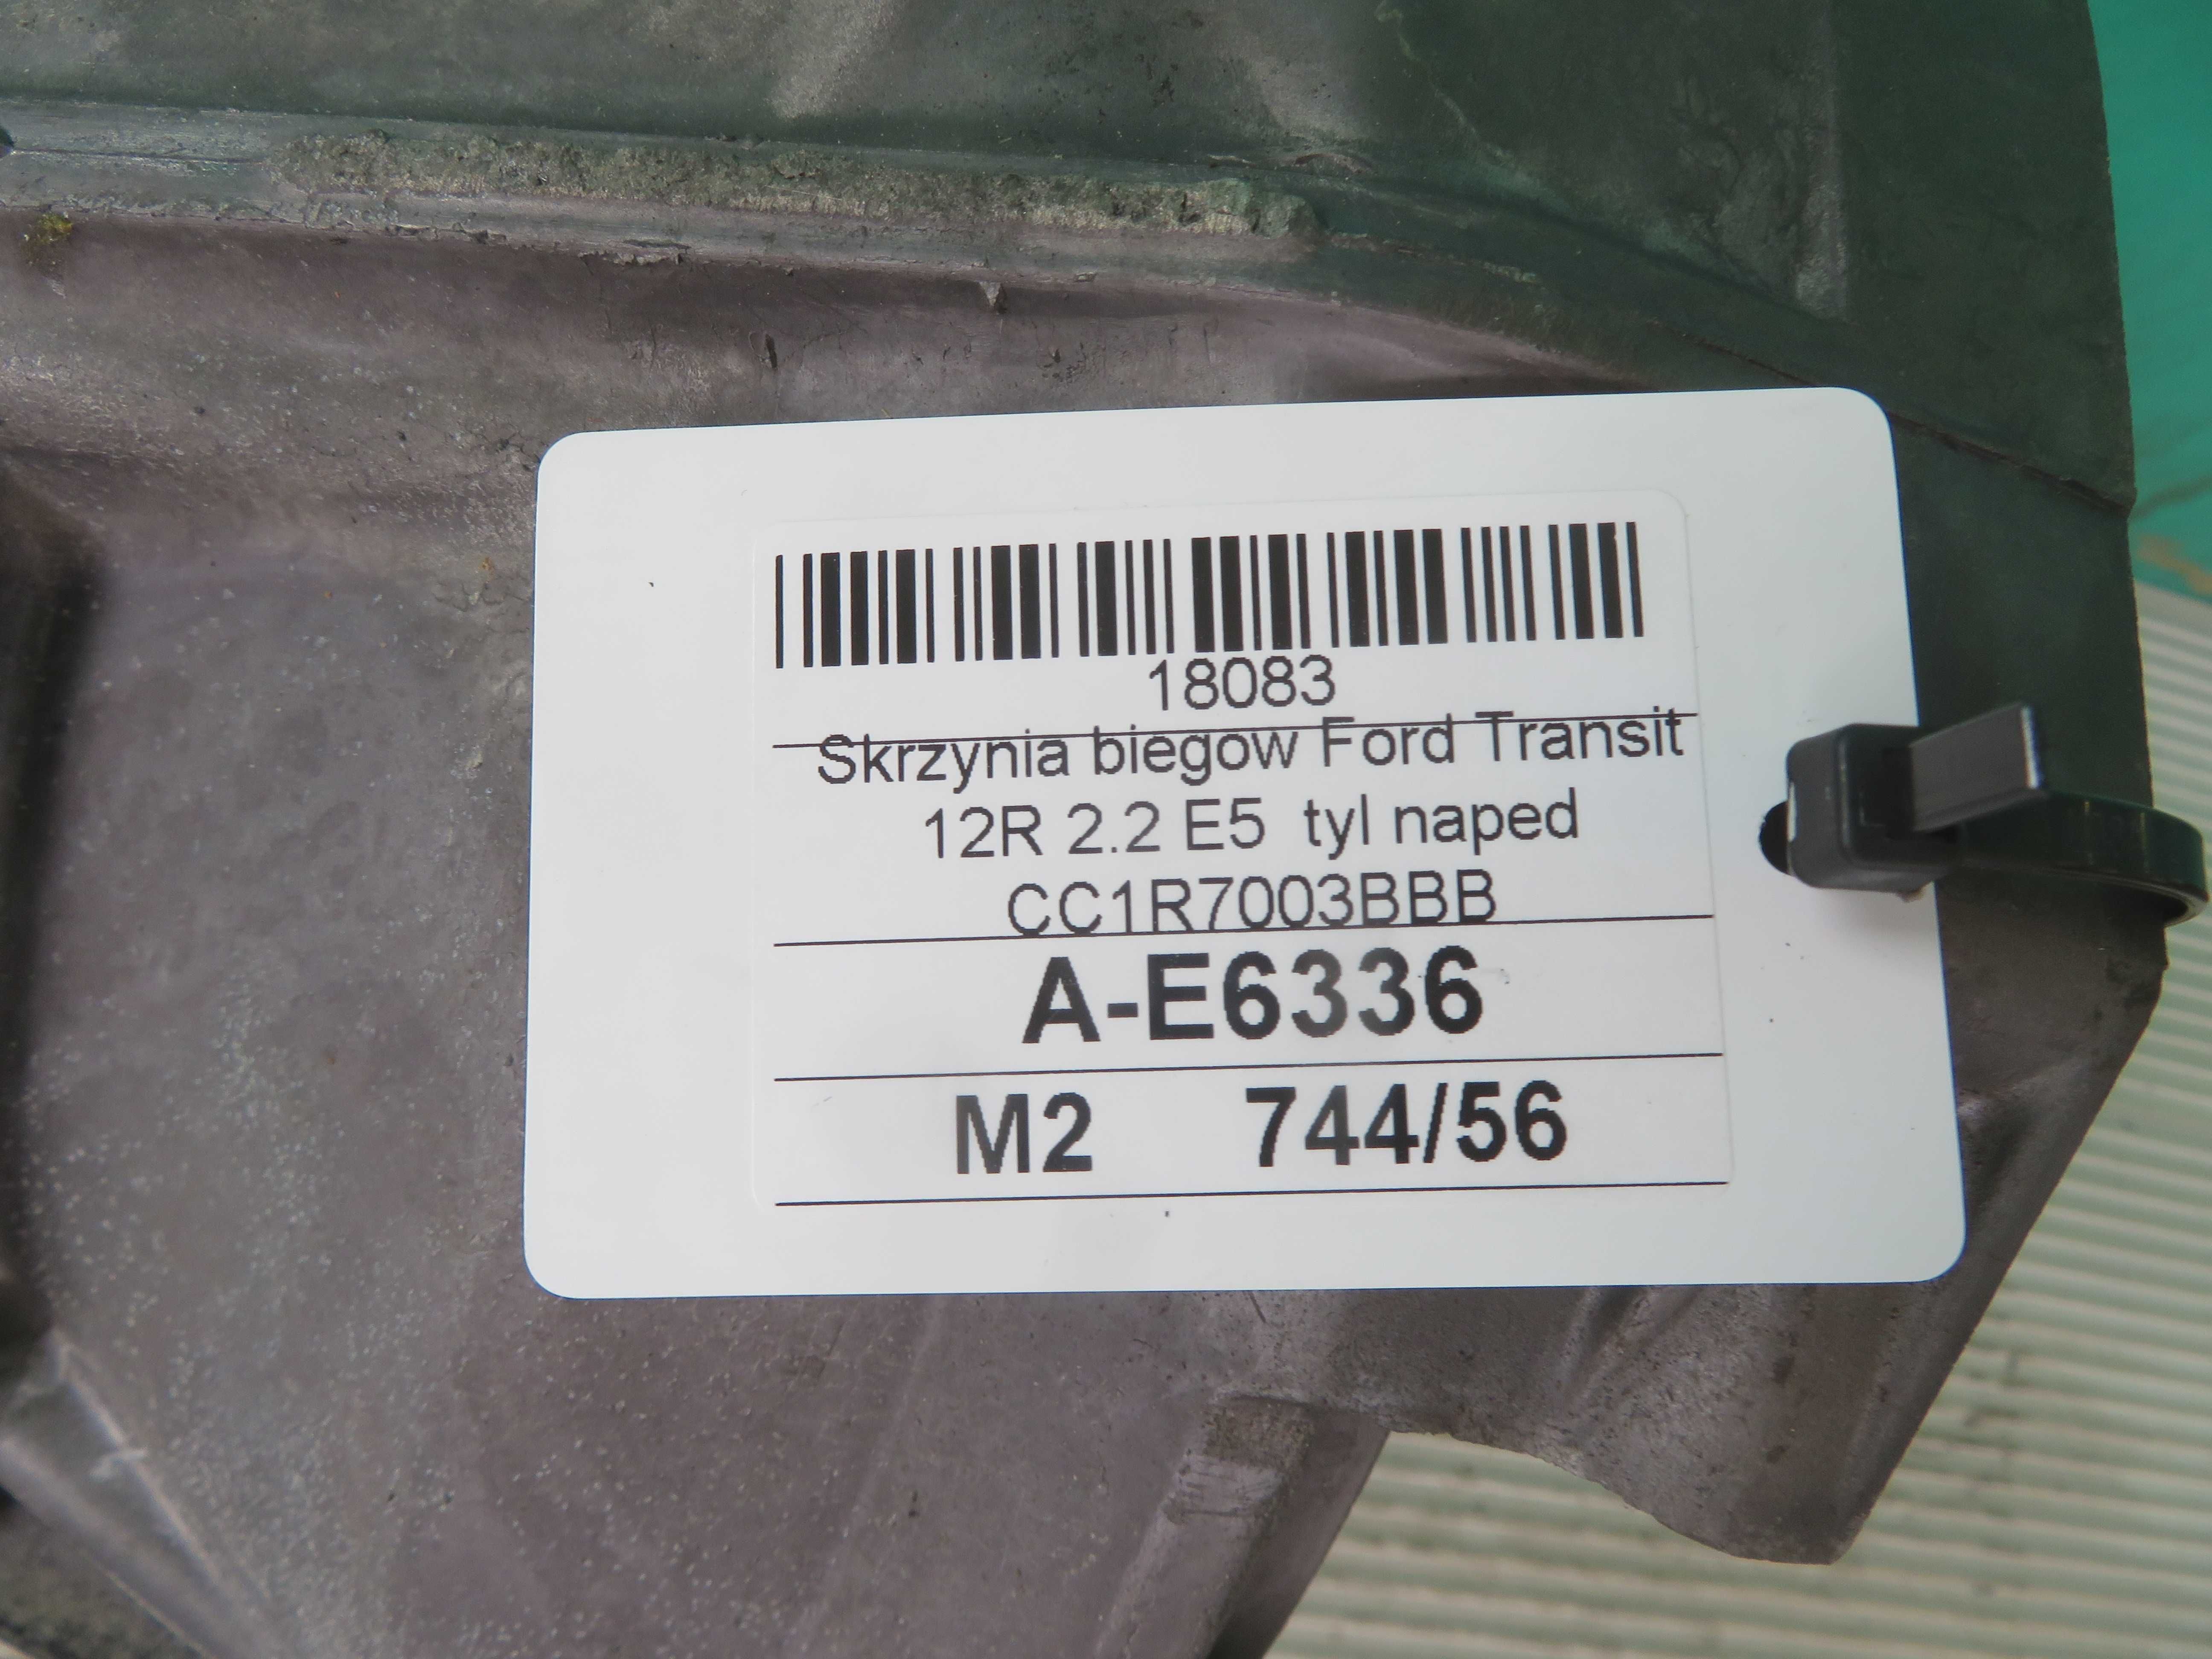 18083
Skrzynia biegow Ford Transit
12R 2.2 E5 tyl naped
CC1R7003BBB
A-E6336
M2 744/56